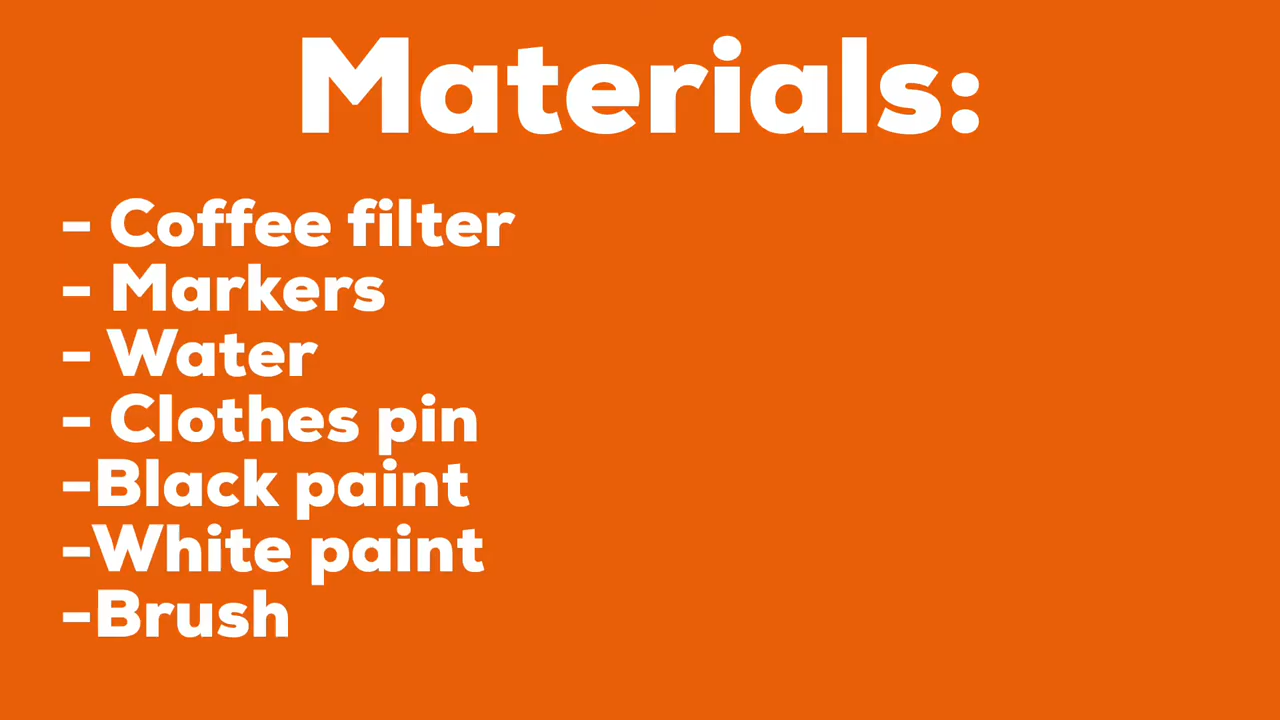 Materials:
- Coffee filter
- Markers
- Water
- Clothes pin
-Black paint
-White paint
-Brush